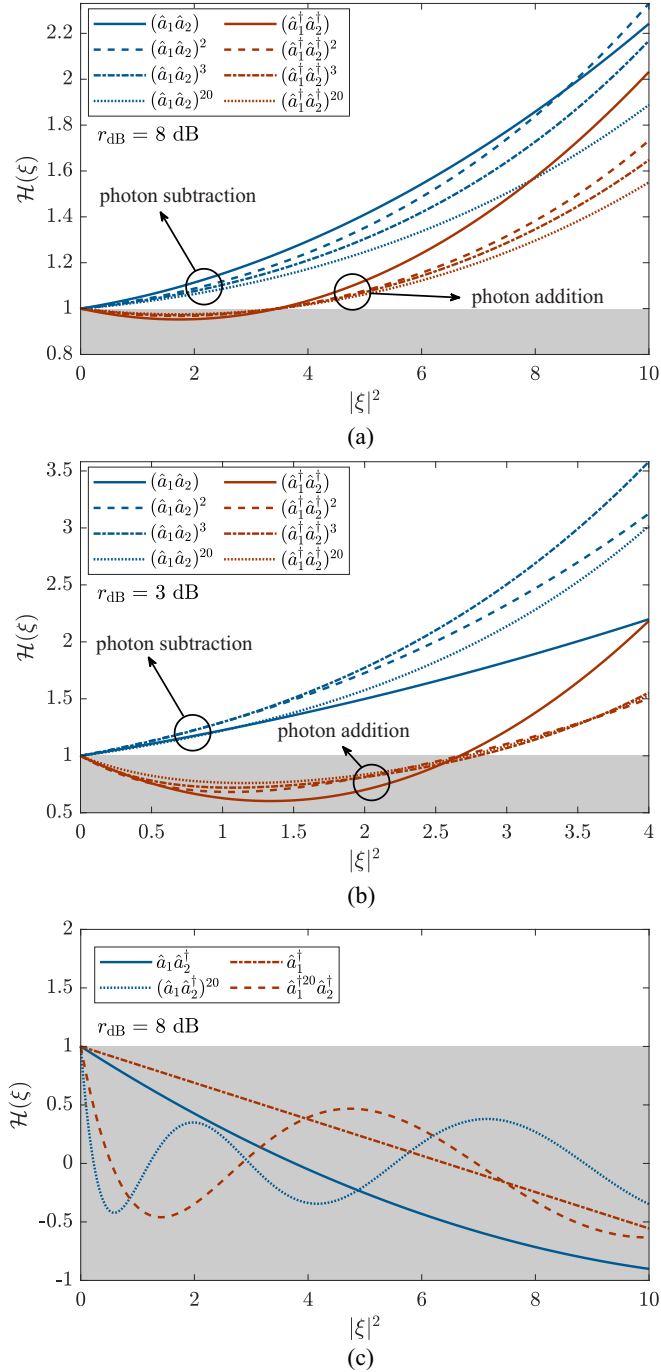 (â₁â₂) (â₁†â₂†)
(â₁â₂)² (â₁†â₂†)²
(â₁â₂)³ (â₁†â₂†)³
(â₁â₂)²⁰ (â₁†â₂†)²⁰
r_dB = 8 dB
photon subtraction
photon addition
2.2
2
1.8
1.6
1.4
1.2
1
0.8
ℋ(ξ)
0 2 4 6 8 10
|ξ|²
(a)
(â₁â₂) (â₁†â₂†)
(â₁â₂)² (â₁†â₂†)²
(â₁â₂)³ (â₁†â₂†)³
(â₁â₂)²⁰ (â₁†â₂†)²⁰
r_dB = 3 dB
photon subtraction
photon addition
3.5
3
2.5
2
1.5
1
0.5
ℋ(ξ)
0 0.5 1 1.5 2 2.5 3 3.5 4
|ξ|²
(b)
â₁â₂† â₁†
(â₁â₂†)²⁰ â₁†²⁰â₂†
r_dB = 8 dB
2
1.5
1
0.5
0
-0.5
-1
ℋ(ξ)
0 2 4 6 8 10
|ξ|²
(c)